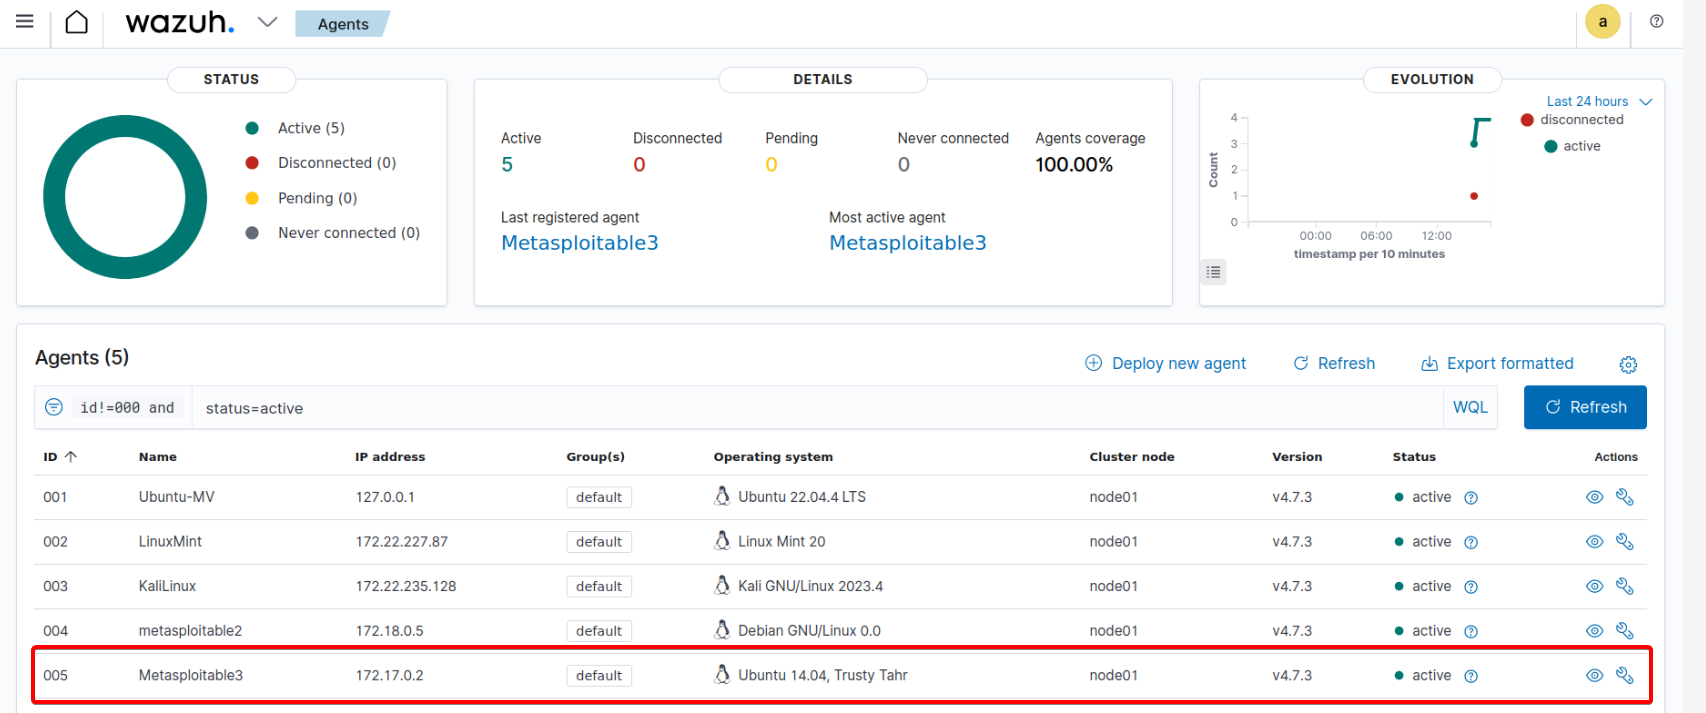 wazuh. Agents a
STATUS
Active (5)
Disconnected (0)
Pending (0)
Never connected (0)
DETAILS
Active Disconnected Pending Never connected Agents coverage
5 0 0 0 100.00%
Last registered agent Most active agent
Metasploitable3 Metasploitable3
EVOLUTION
Last 24 hours
disconnected
active
Count
4
3
2
1
0
00:00 06:00 12:00
timestamp per 10 minutes
Agents (5) Deploy new agent Refresh Export formatted
id!=000 and status=active WQL Refresh
ID Name IP address Group(s) Operating system Cluster node Version Status Actions
001 Ubuntu-MV 127.0.0.1 default Ubuntu 22.04.4 LTS node01 v4.7.3 active
002 LinuxMint 172.22.227.87 default Linux Mint 20 node01 v4.7.3 active
003 KaliLinux 172.22.235.128 default Kali GNU/Linux 2023.4 node01 v4.7.3 active
004 metasploitable2 172.18.0.5 default Debian GNU/Linux 0.0 node01 v4.7.3 active
005 Metasploitable3 172.17.0.2 default Ubuntu 14.04, Trusty Tahr node01 v4.7.3 active